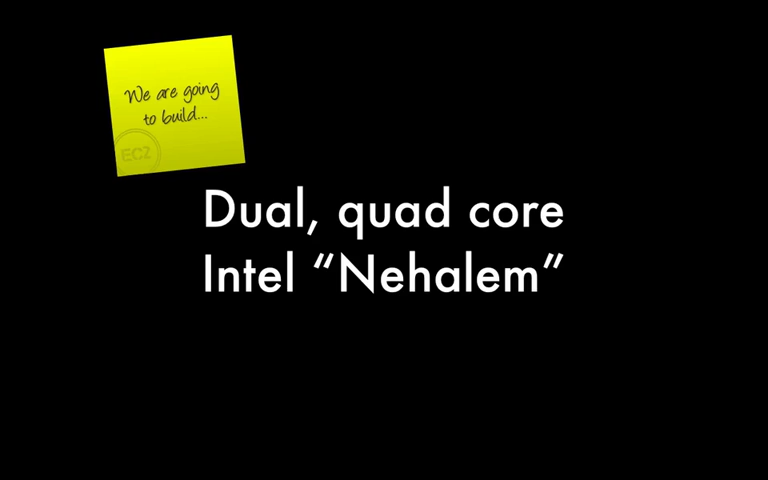 We are going
to build...
EC2
Dual, quad core
Intel “Nehalem”